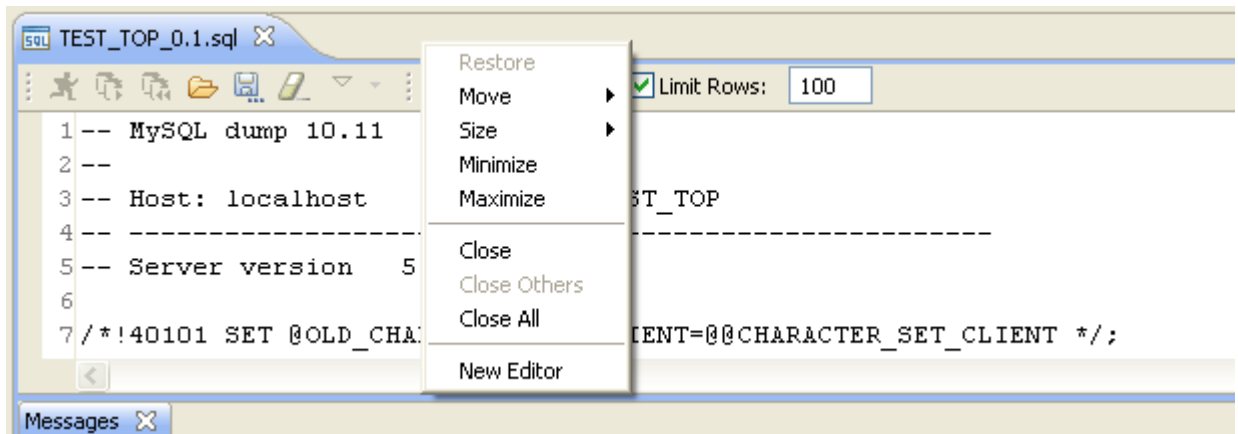 SQL TEST_TOP_0.1.sql
Limit Rows: 100
Restore
Move
Size
Minimize
Maximize
Close
Close Others
Close All
New Editor
1 -- MySQL dump 10.11
2 --
3 -- Host: localhost ST_TOP
4 -- ------------------ ----------------------
5 -- Server version 5
6
7 /*!40101 SET @OLD_CHA IENT=@@CHARACTER_SET_CLIENT */;
Messages